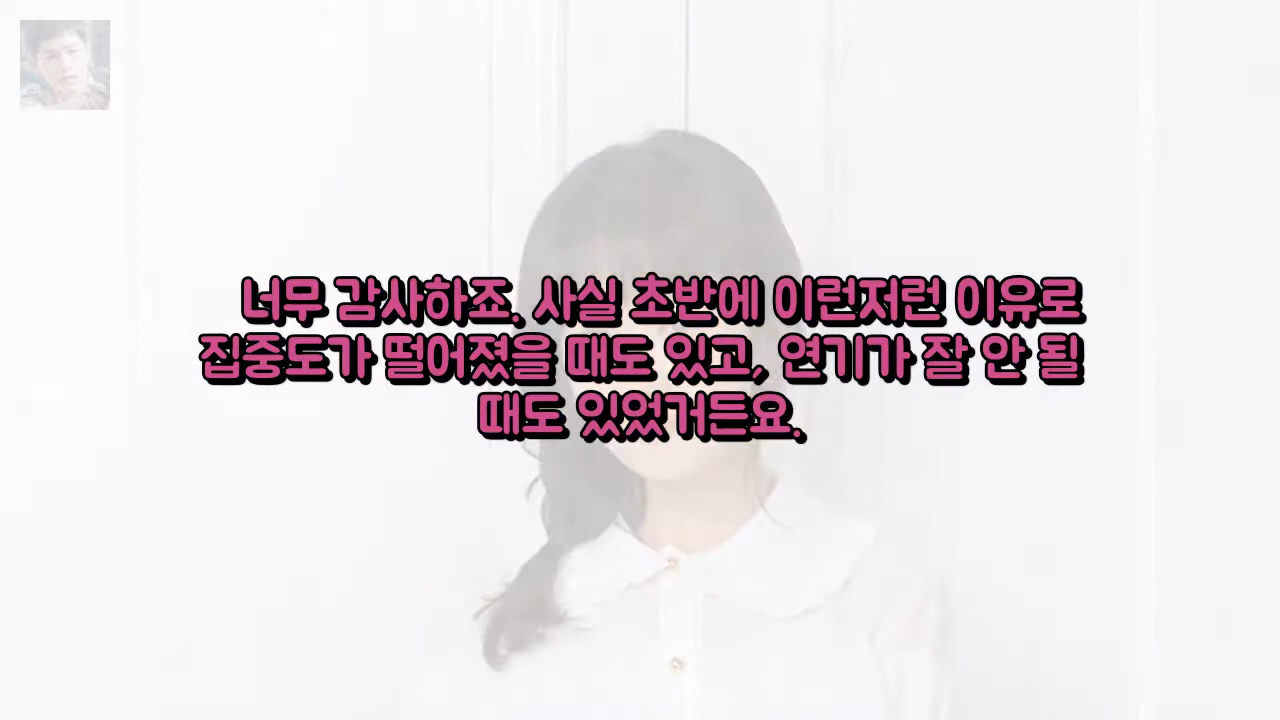 너무 감사하죠. 사실 초반에 이런저런 이유로
집중도가 떨어졌을 때도 있고, 연기가 잘 안 될
때도 있었거든요.